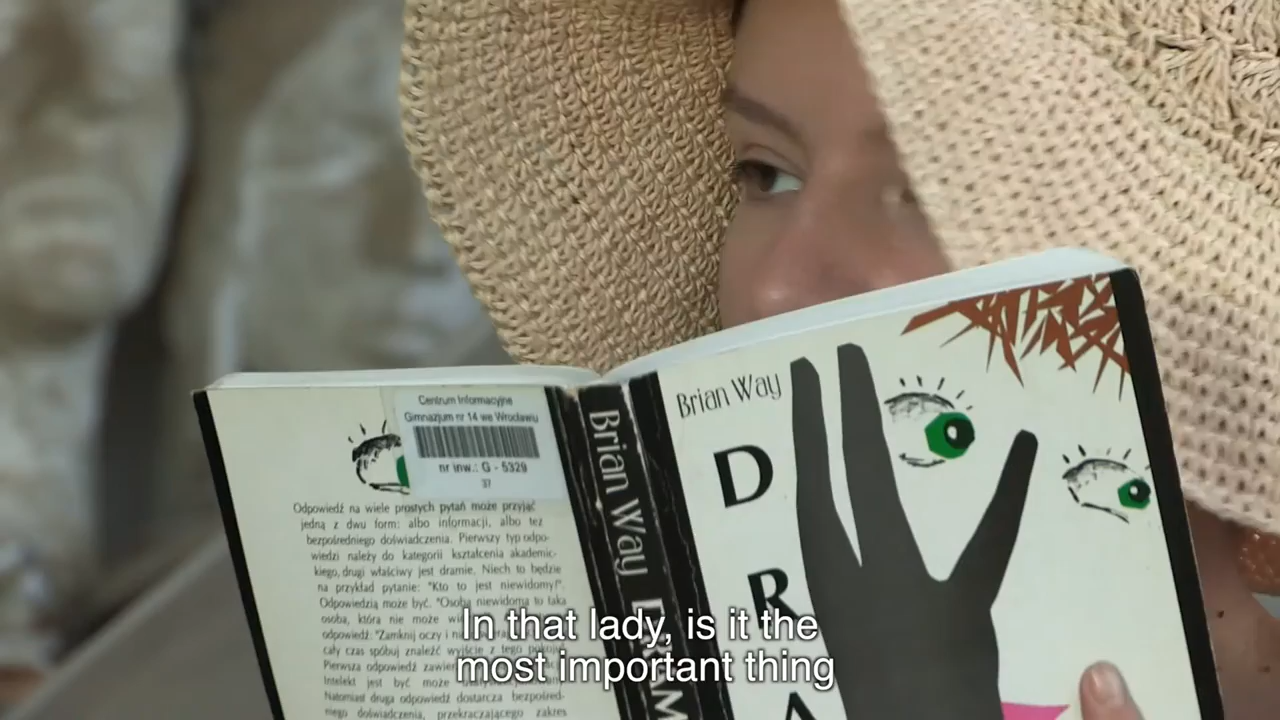 Centrum Informacyjne
Gimnazjum nr 14 we Wrocławiu
nr inw.: G - 5329
37
Odpowiedź na wiele prostych pytań może przyjąć
jedną z dwu form: albo informacji, albo też
bezpośredniego doświadczenia. Pierwszy typ odpo-
wiedzi należy do kategorii kształcenia akademic-
kiego, drugi właściwy jest dramie. Niech to będzie
na przykład pytanie: "Kto to jest niewidomy?".
Odpowiedzią może być: "Osoba niewidoma to taka
osoba, która nie może
odpowiedź: "Zamknij oczy i
cały czas spróbuj znaleźć wyjście z tego pokoju
Pierwsza odpowiedź
Intelekt jest być może
Natomiast druga odpowiedź dostarcza bezpośred-
niego doświadczenia, przekraczającego zakres
Brian Way
DRAM
Brian Way
D
R
A
In that lady, is it the
most important thing